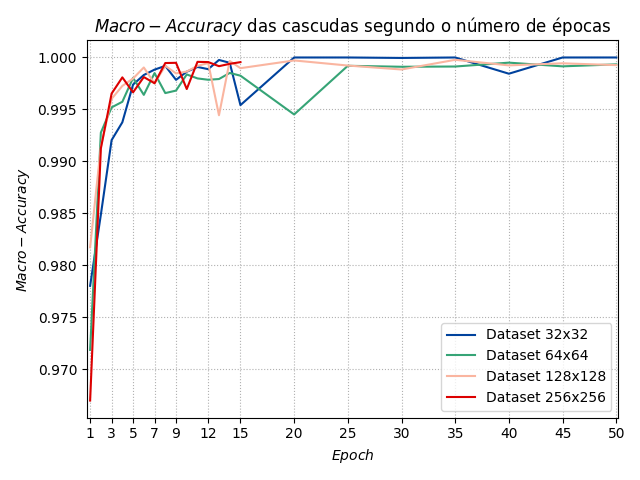 Macro − Accuracy das cascudas segundo o número de épocas
Macro − Accuracy
1.000
0.995
0.990
0.985
0.980
0.975
0.970
Dataset 32x32
Dataset 64x64
Dataset 128x128
Dataset 256x256
1 3 5 7 9 12 15 20 25 30 35 40 45 50
Epoch